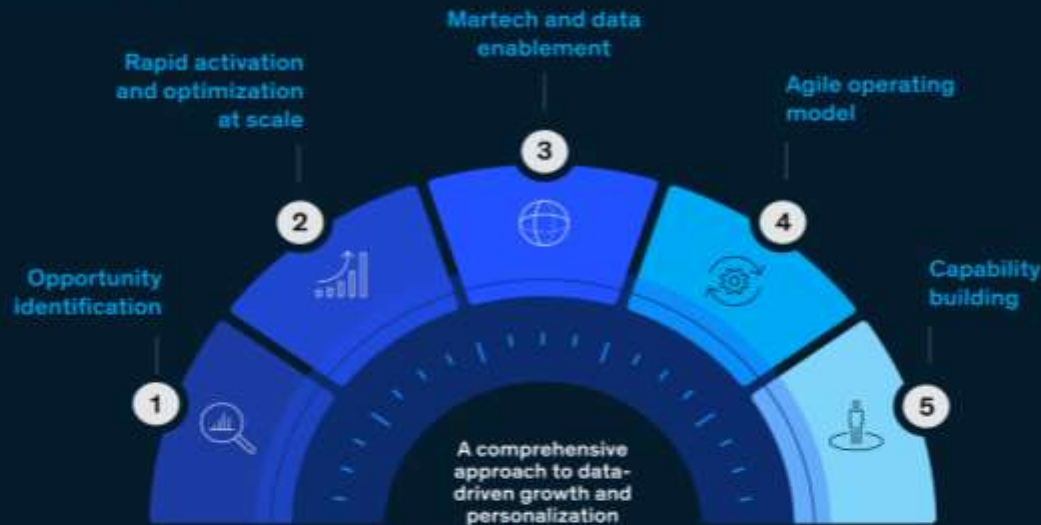 Martech and data
enablement
Rapid activation
and optimization
at scale
Agile operating
model
3
2
4
Opportunity
identification
Capability
building
1
5
A comprehensive
approach to data-
driven growth and
personalization